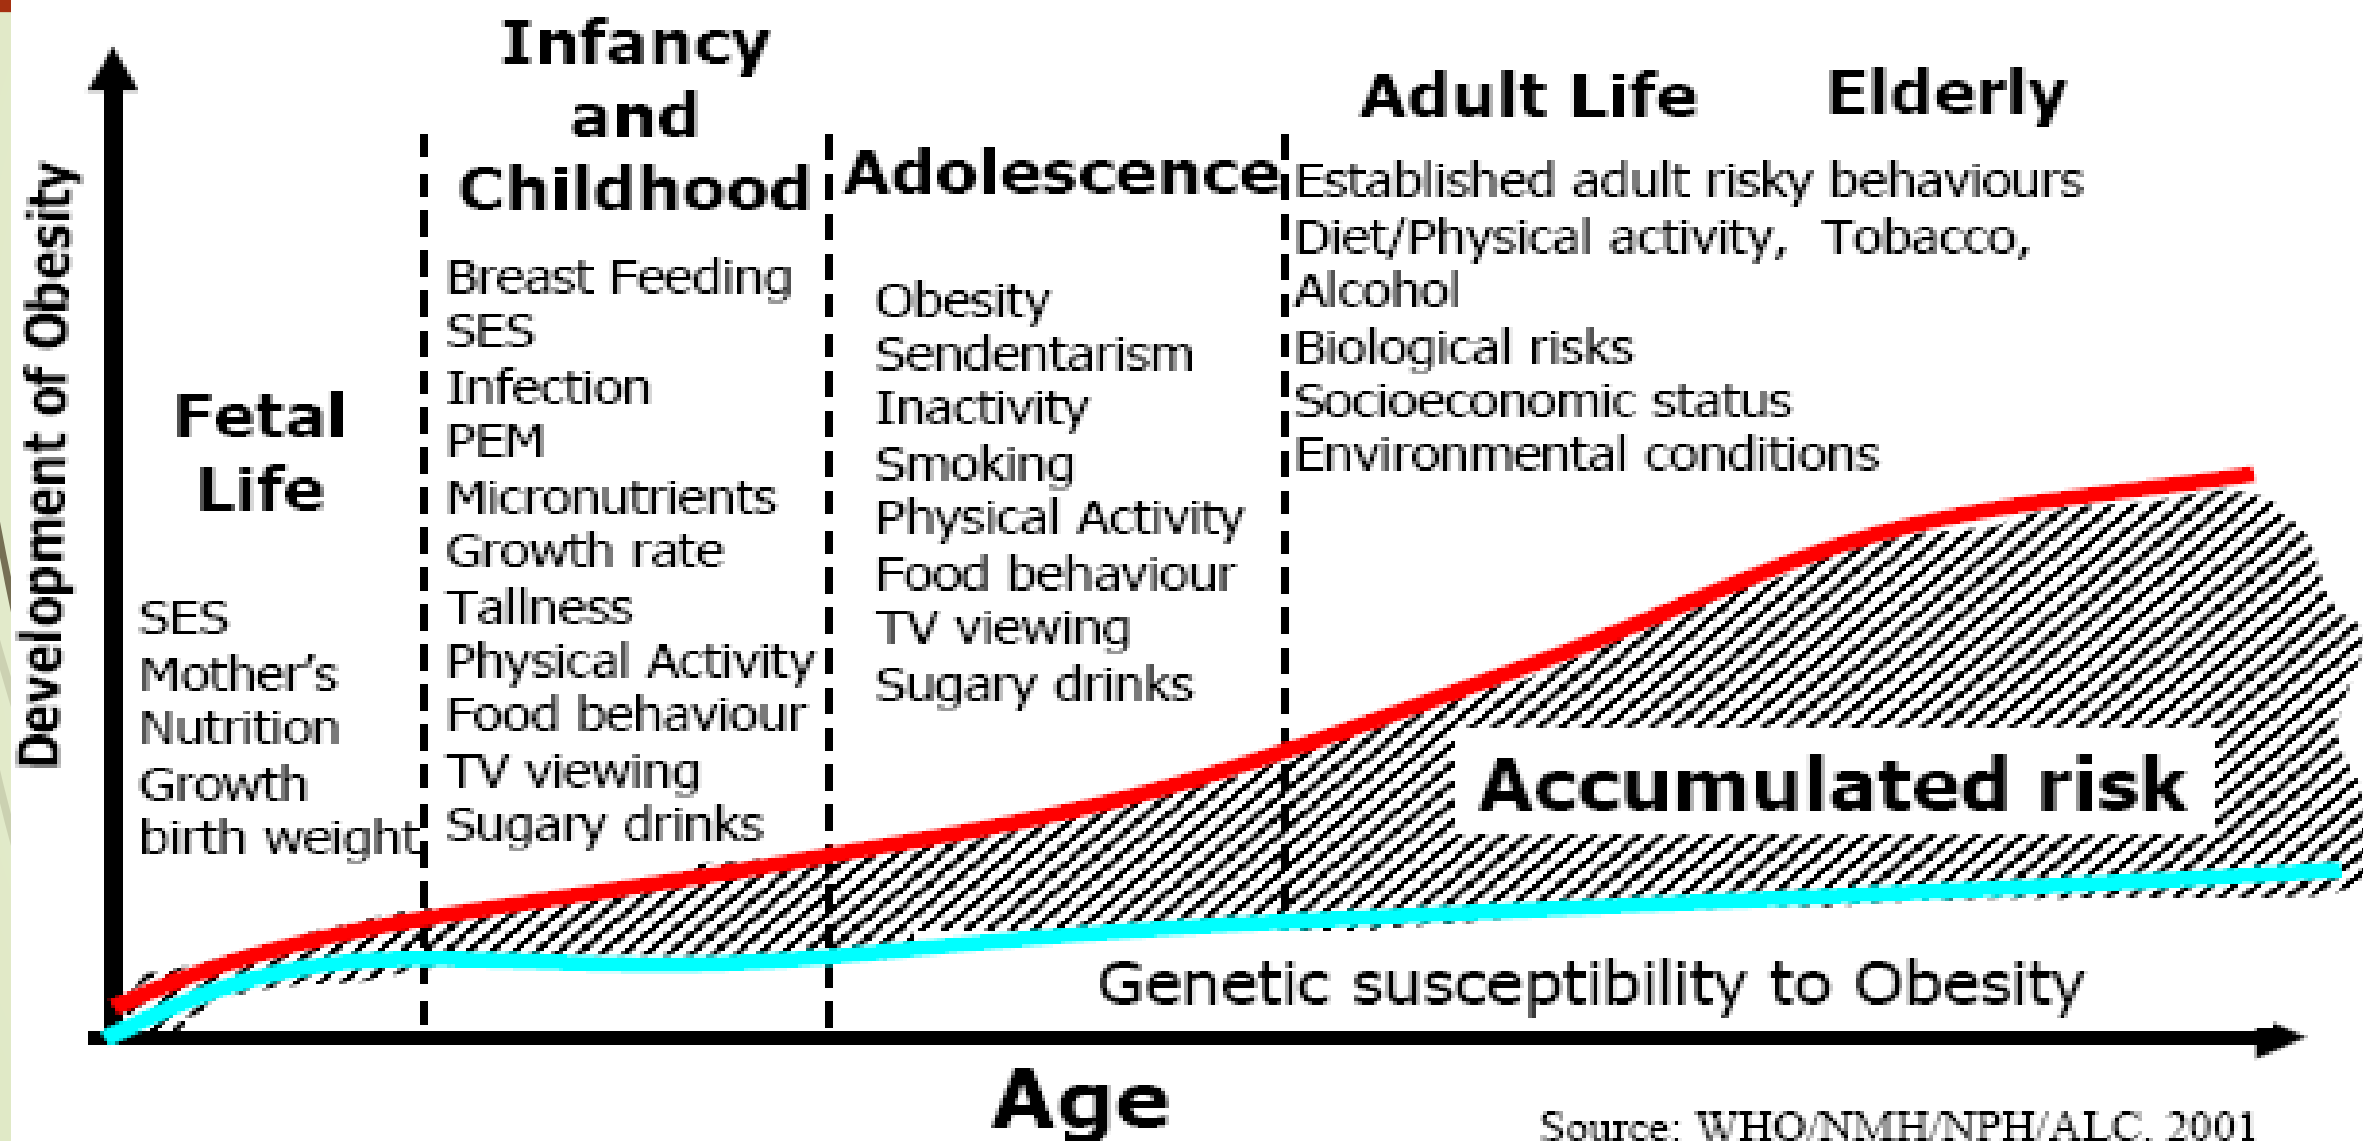 Development of Obesity
Fetal
Life
SES
Mother's
Nutrition
Growth
birth weight
Infancy
and
Childhood
Breast Feeding
SES
Infection
PEM
Micronutrients
Growth rate
Tallness
Physical Activity
Food behaviour
TV viewing
Sugary drinks
Adolescence
Obesity
Sendentarism
Inactivity
Smoking
Physical Activity
Food behaviour
TV viewing
Sugary drinks
Adult Life
Elderly
Established adult risky behaviours
Diet/Physical activity, Tobacco,
Alcohol
Biological risks
Socioeconomic status
Environmental conditions
Accumulated risk
Genetic susceptibility to Obesity
Age
Source: WHO/NMH/NPH/ALC, 2001